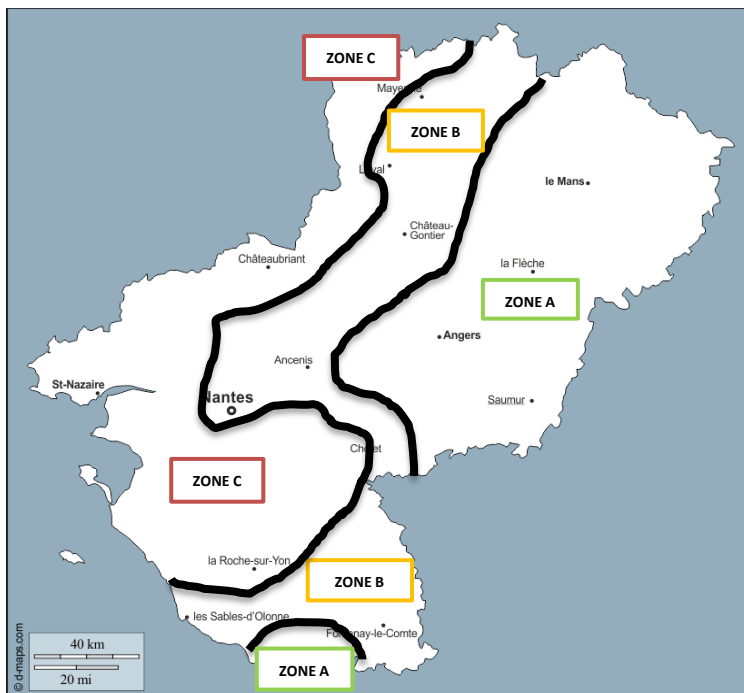 ZONE C
Mayenne
ZONE B
Laval
le Mans
Château-
Gontier
Châteaubriant
la Flèche
ZONE A
Angers
Ancenis
St-Nazaire
Nantes
Saumur
Cholet
ZONE C
la Roche-sur-Yon
ZONE B
les Sables-d'Olonne
Fontenay-le-Comte
ZONE A
40 km
20 mi
© d-maps.com